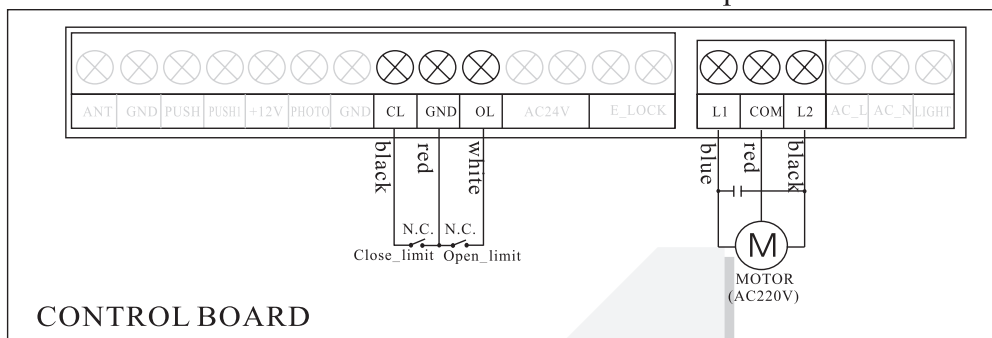 ANT GND PUSH PUSH1 +12V PHOTO GND CL GND OL AC24V E_LOCK L1 COM L2 AC_L AC_N LIGHT
black red white blue red black
N.C. N.C.
Close_limit Open_limit
M
MOTOR
(AC220V)
CONTROL BOARD